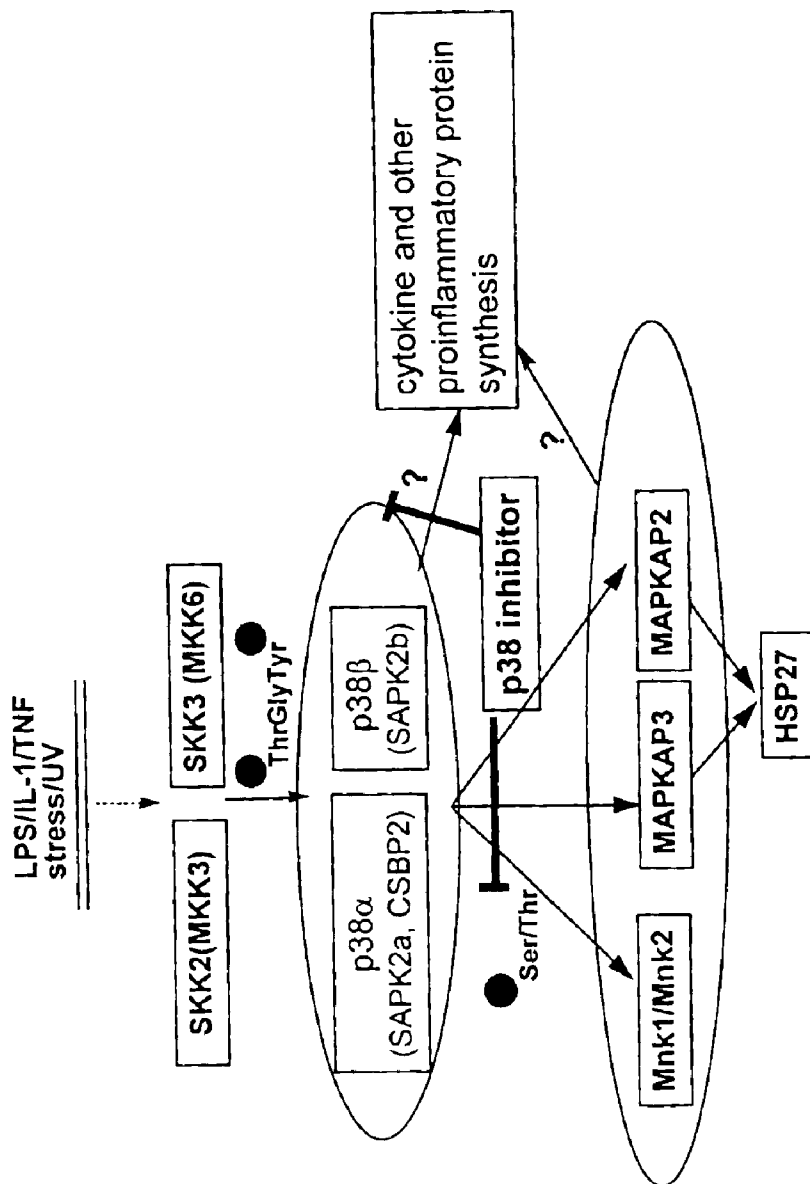 LPS/IL-1/TNF
stress/UV
SKK2(MKK3)
SKK3 (MKK6)
ThrGlyTyr
p38α
(SAPK2a, CSBP2)
p38β
(SAPK2b)
?
cytokine and other
proinflammatory protein
synthesis
p38 inhibitor
Ser/Thr
?
Mnk1/Mnk2
MAPKAP3
MAPKAP2
HSP27